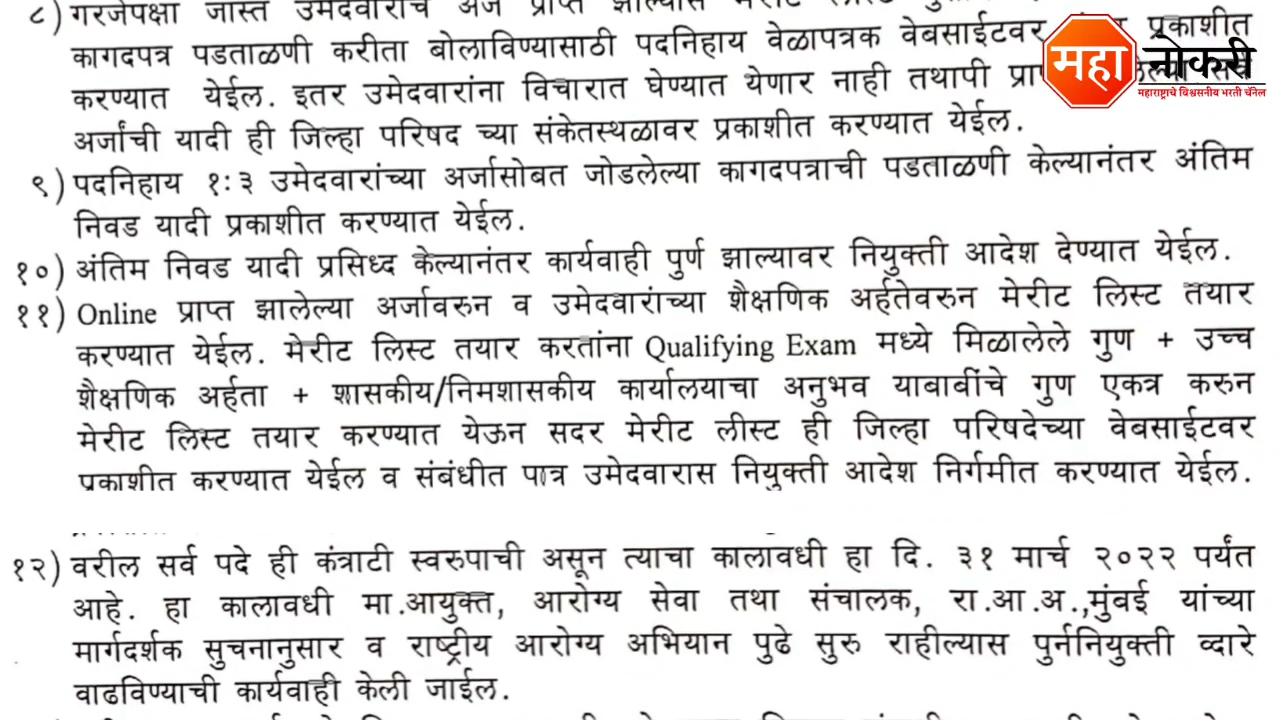 ८) गरजेपेक्षा जास्त उमेदवारांचे अर्ज प्राप्त झाल्यास मेरीट लिस्ट
कागदपत्र पडताळणी करीता बोलाविण्यासाठी पदनिहाय वेळापत्रक वेबसाईटवर प्रकाशीत
करण्यात येईल. इतर उमेदवारांना विचारात घेण्यात येणार नाही तथापी
अर्जांची यादी ही जिल्हा परिषद च्या संकेतस्थळावर प्रकाशीत करण्यात येईल.
महा नोकरी
महाराष्ट्राचे विश्वसनीय भरती चॅनेल
९) पदनिहाय १:३ उमेदवारांच्या अर्जासोबत जोडलेल्या कागदपत्राची पडताळणी केल्यानंतर अंतिम
निवड यादी प्रकाशीत करण्यात येईल.
१०) अंतिम निवड यादी प्रसिध्द केल्यानंतर कार्यवाही पुर्ण झाल्यावर नियुक्ती आदेश देण्यात येईल.
११) Online प्राप्त झालेल्या अर्जावरुन व उमेदवारांच्या शैक्षणिक अर्हतेवरुन मेरीट लिस्ट तयार
करण्यात येईल. मेरीट लिस्ट तयार करतांना Qualifying Exam मध्ये मिळालेले गुण + उच्च
शैक्षणिक अर्हता + शासकीय/निमशासकीय कार्यालयाचा अनुभव याबाबींचे गुण एकत्र करुन
मेरीट लिस्ट तयार करण्यात येऊन सदर मेरीट लीस्ट ही जिल्हा परिषदेच्या वेबसाईटवर
प्रकाशीत करण्यात येईल व संबंधीत पात्र उमेदवारास नियुक्ती आदेश निर्गमीत करण्यात येईल.
१२) वरील सर्व पदे ही कंत्राटी स्वरुपाची असून त्याचा कालावधी हा दि. ३१ मार्च २०२२ पर्यंत
आहे. हा कालावधी मा.आयुक्त, आरोग्य सेवा तथा संचालक, रा.आ.अ.,मुंबई यांच्या
मार्गदर्शक सुचनानुसार व राष्ट्रीय आरोग्य अभियान पुढे सुरु राहील्यास पुर्ननियुक्ती व्दारे
वाढविण्याची कार्यवाही केली जाईल.